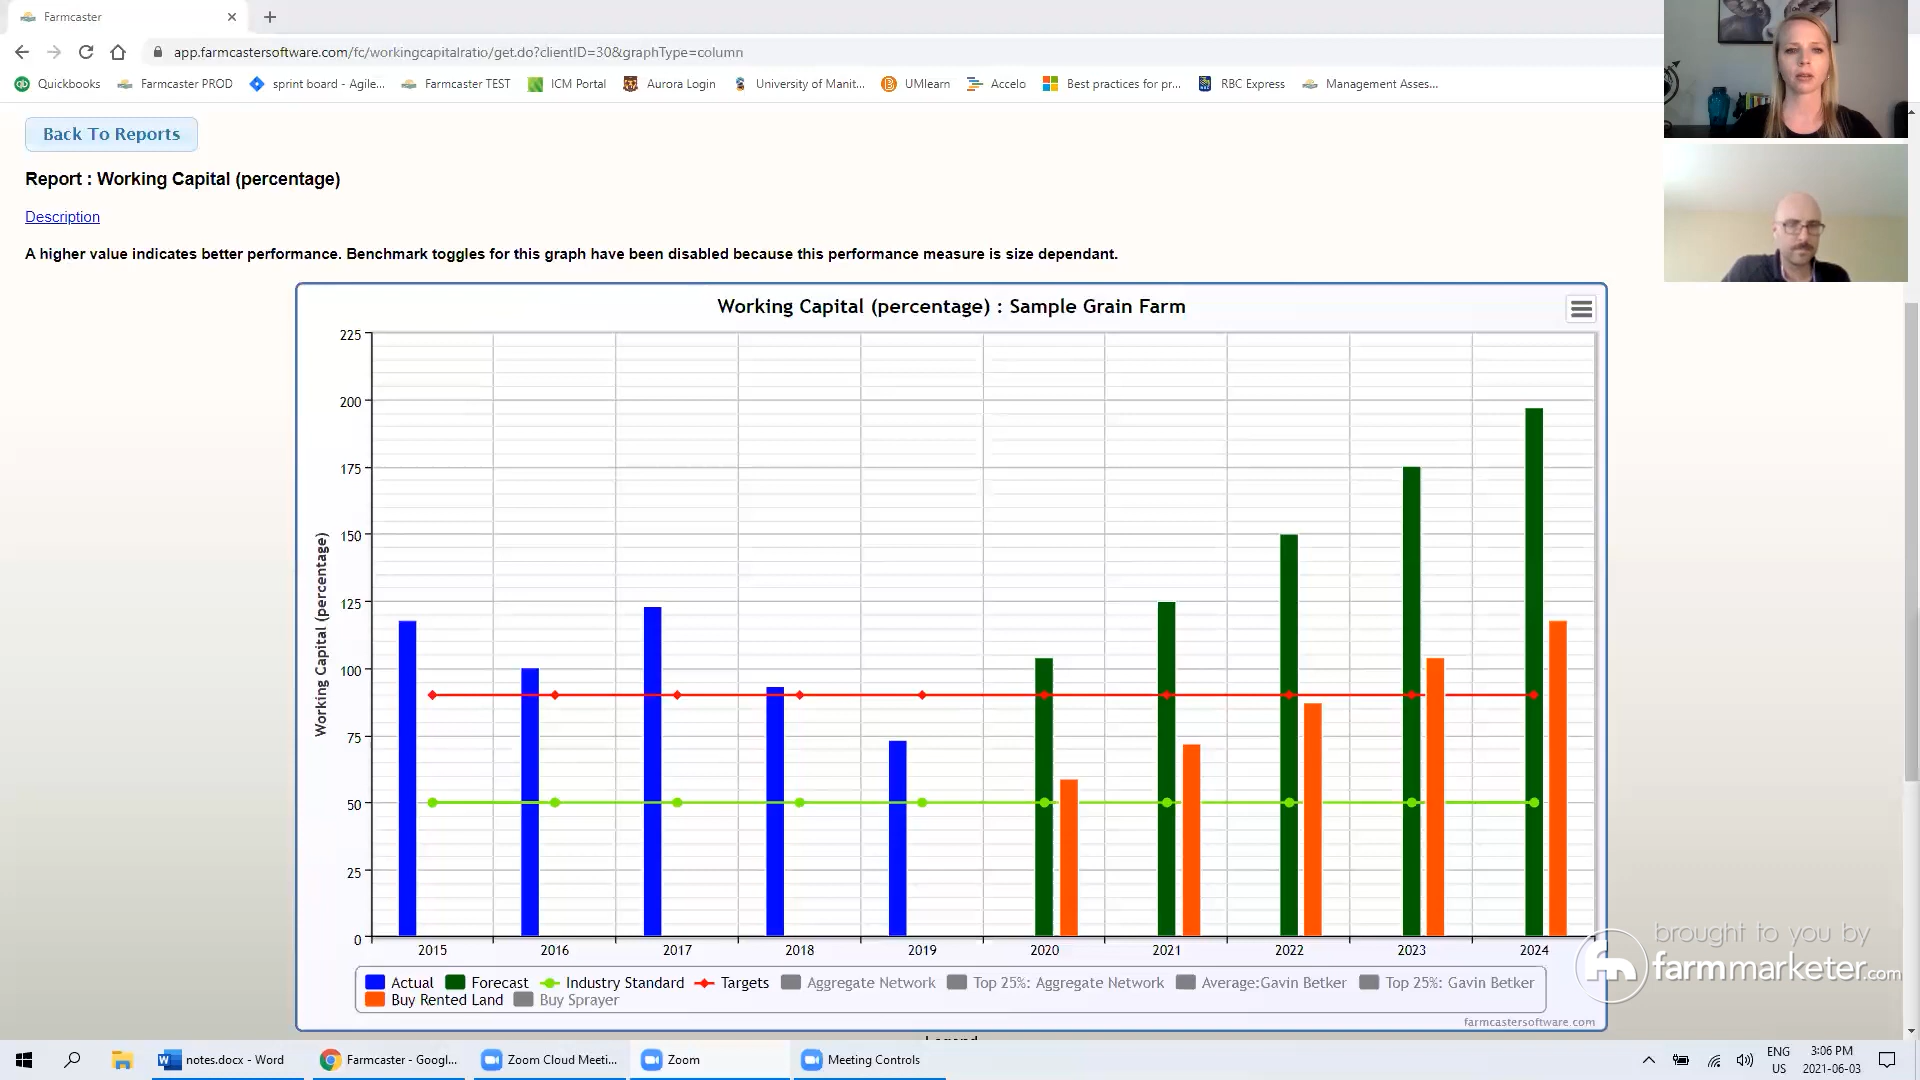 Farmcaster
app.farmcastersoftware.com/fc/workingcapitalratio/get.do?clientID=30&graphType=column
Quickbooks Farmcaster PROD sprint board - Agile... Farmcaster TEST ICM Portal Aurora Login University of Manit... UMlearn Accelo Best practices for pr... RBC Express Management Asses...
Back To Reports
Report : Working Capital (percentage)
Description
A higher value indicates better performance. Benchmark toggles for this graph have been disabled because this performance measure is size dependant.
Working Capital (percentage) : Sample Grain Farm
Working Capital (percentage)
225
200
175
150
125
100
75
50
25
0
2015 2016 2017 2018 2019 2020 2021 2022 2023 2024
Actual Forecast Industry Standard Targets Aggregate Network Top 25%: Aggregate Network Average:Gavin Betker Top 25%: Gavin Betker
Buy Rented Land Buy Sprayer
farmcastersoftware.com
brought to you by
farmmarketer.com
notes.docx - Word Farmcaster - Googl... Zoom Cloud Meeti... Zoom Meeting Controls
ENG
US
3:06 PM
2021-06-03